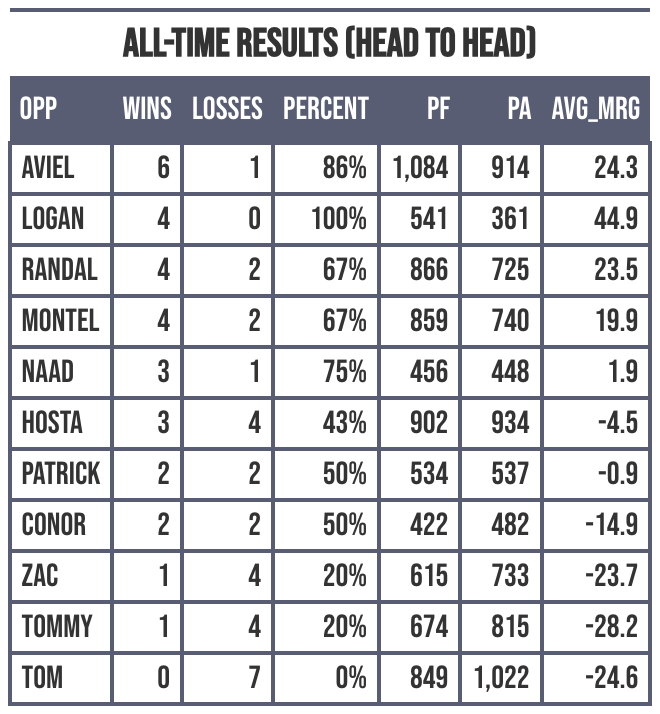 ALL-TIME RESULTS (HEAD TO HEAD)
OPP WINS LOSSES PERCENT PF PA AVG_MRG
AVIEL 6 1 86% 1,084 914 24.3
LOGAN 4 0 100% 541 361 44.9
RANDAL 4 2 67% 866 725 23.5
MONTEL 4 2 67% 859 740 19.9
NAAD 3 1 75% 456 448 1.9
HOSTA 3 4 43% 902 934 -4.5
PATRICK 2 2 50% 534 537 -0.9
CONOR 2 2 50% 422 482 -14.9
ZAC 1 4 20% 615 733 -23.7
TOMMY 1 4 20% 674 815 -28.2
TOM 0 7 0% 849 1,022 -24.6